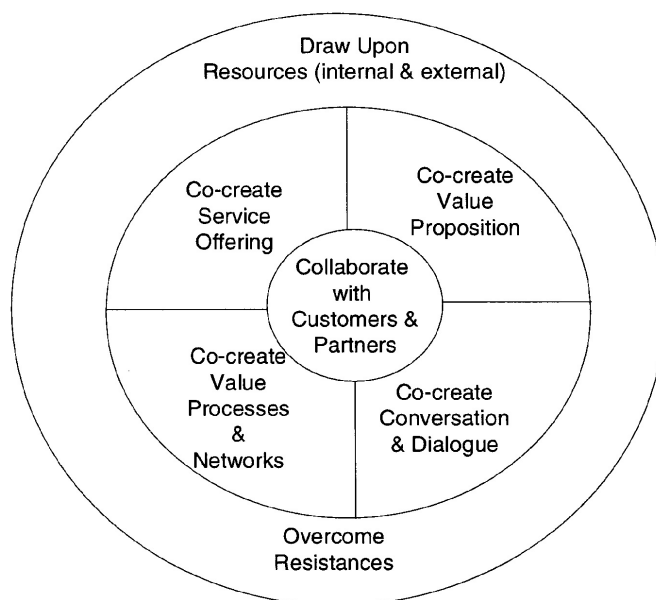 Draw Upon
Resources (internal & external)
Co-create
Service
Offering
Co-create
Value
Proposition
Collaborate
with
Customers &
Partners
Co-create
Value
Processes
&
Networks
Co-create
Conversation
& Dialogue
Overcome
Resistances